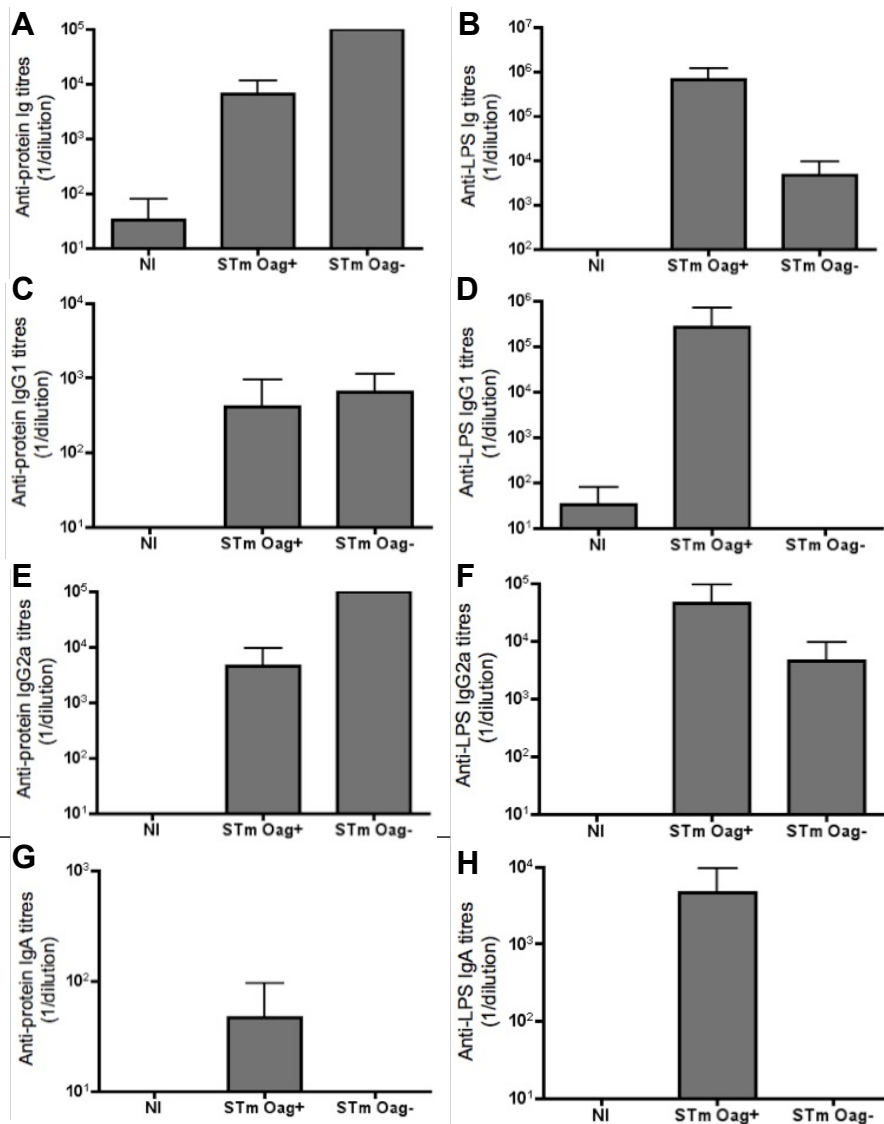 A
Anti-protein Ig titres
(1/dilution)
10⁵
10⁴
10³
10²
10¹
NI STm Oag+ STm Oag-
B
Anti-LPS Ig titres
(1/dilution)
10⁷
10⁶
10⁵
10⁴
10³
10²
NI STm Oag+ STm Oag-
C
Anti-protein IgG1 titres
(1/dilution)
10⁴
10³
10²
10¹
NI STm Oag+ STm Oag-
D
Anti-LPS IgG1 titres
(1/dilution)
10⁶
10⁵
10⁴
10³
10²
10¹
NI STm Oag+ STm Oag-
E
Anti-protein IgG2a titres
(1/dilution)
10⁵
10⁴
10³
10²
10¹
NI STm Oag+ STm Oag-
F
Anti-LPS IgG2a titres
(1/dilution)
10⁵
10⁴
10³
10²
10¹
NI STm Oag+ STm Oag-
G
Anti-protein IgA titres
(1/dilution)
10³
10²
10¹
NI STm Oag+ STm Oag-
H
Anti-LPS IgA titres
(1/dilution)
10⁴
10³
10²
10¹
NI STm Oag+ STm Oag-